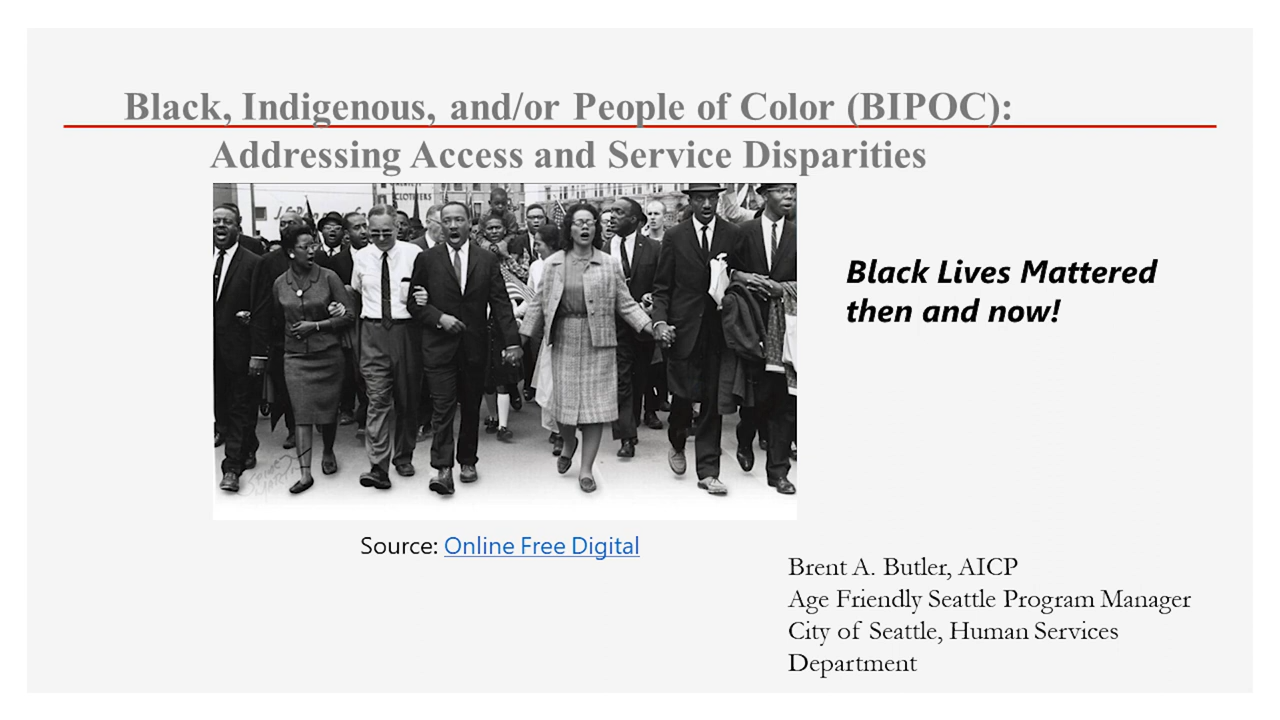 Black, Indigenous, and/or People of Color (BIPOC):
Addressing Access and Service Disparities
CLOTHIERS
Black Lives Mattered
then and now!
Source: Online Free Digital
Brent A. Butler, AICP
Age Friendly Seattle Program Manager
City of Seattle, Human Services
Department